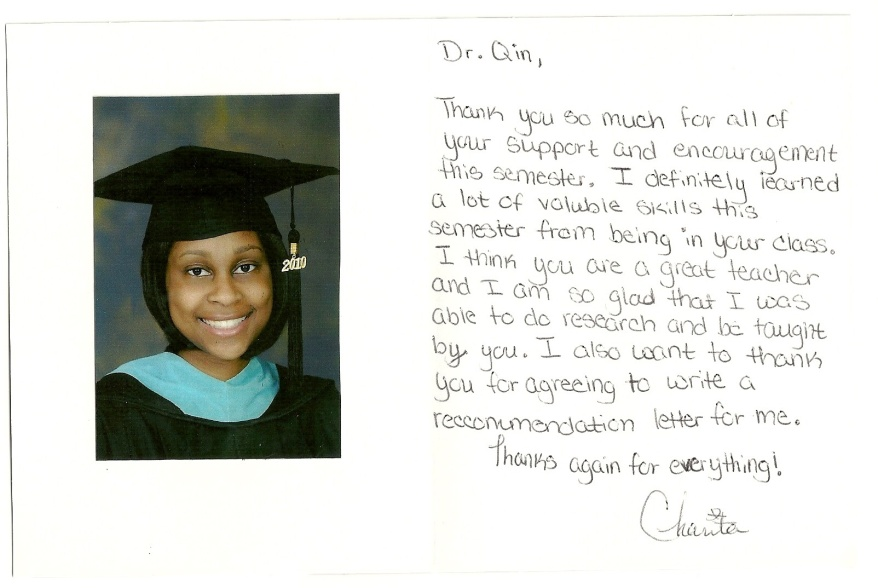 2010
Dr. Qin,
Thank you so much for all of
your support and encouragement
this semester. I definitely learned
a lot of voluble skills this
semester from being in your class.
I think you are a great teacher
and I am so glad that I was
able to do research and be taught
by you. I also want to thank
you for agreeing to write a
recconumendation letter for me.
Thanks again for everything!
Charita